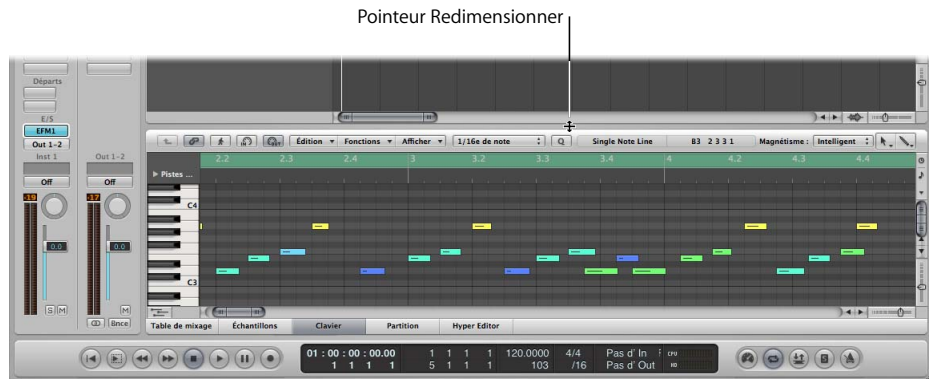 Pointeur Redimensionner
Départs
E/S
EFM1
Out 1-2
Inst 1
Out 1-2
Off
Off
-19
-17
0.0
0.0
S M
M
Bnce
IN
OUT
Édition
Fonctions
Afficher
1/16e de note
Q
Single Note Line
B3 2 3 3 1
Magnétisme : Intelligent
2.2 2.3 2.4 3 3.2 3.3 3.4 4 4.2 4.3 4.4
Pistes ...
C4
C3
Table de mixage
Échantillons
Clavier
Partition
Hyper Editor
01 : 00 : 00 : 00.00 1 1 1 1 120.0000 4/4 Pas d' In CPU
1 1 1 1 5 1 1 1 103 /16 Pas d' Out HD